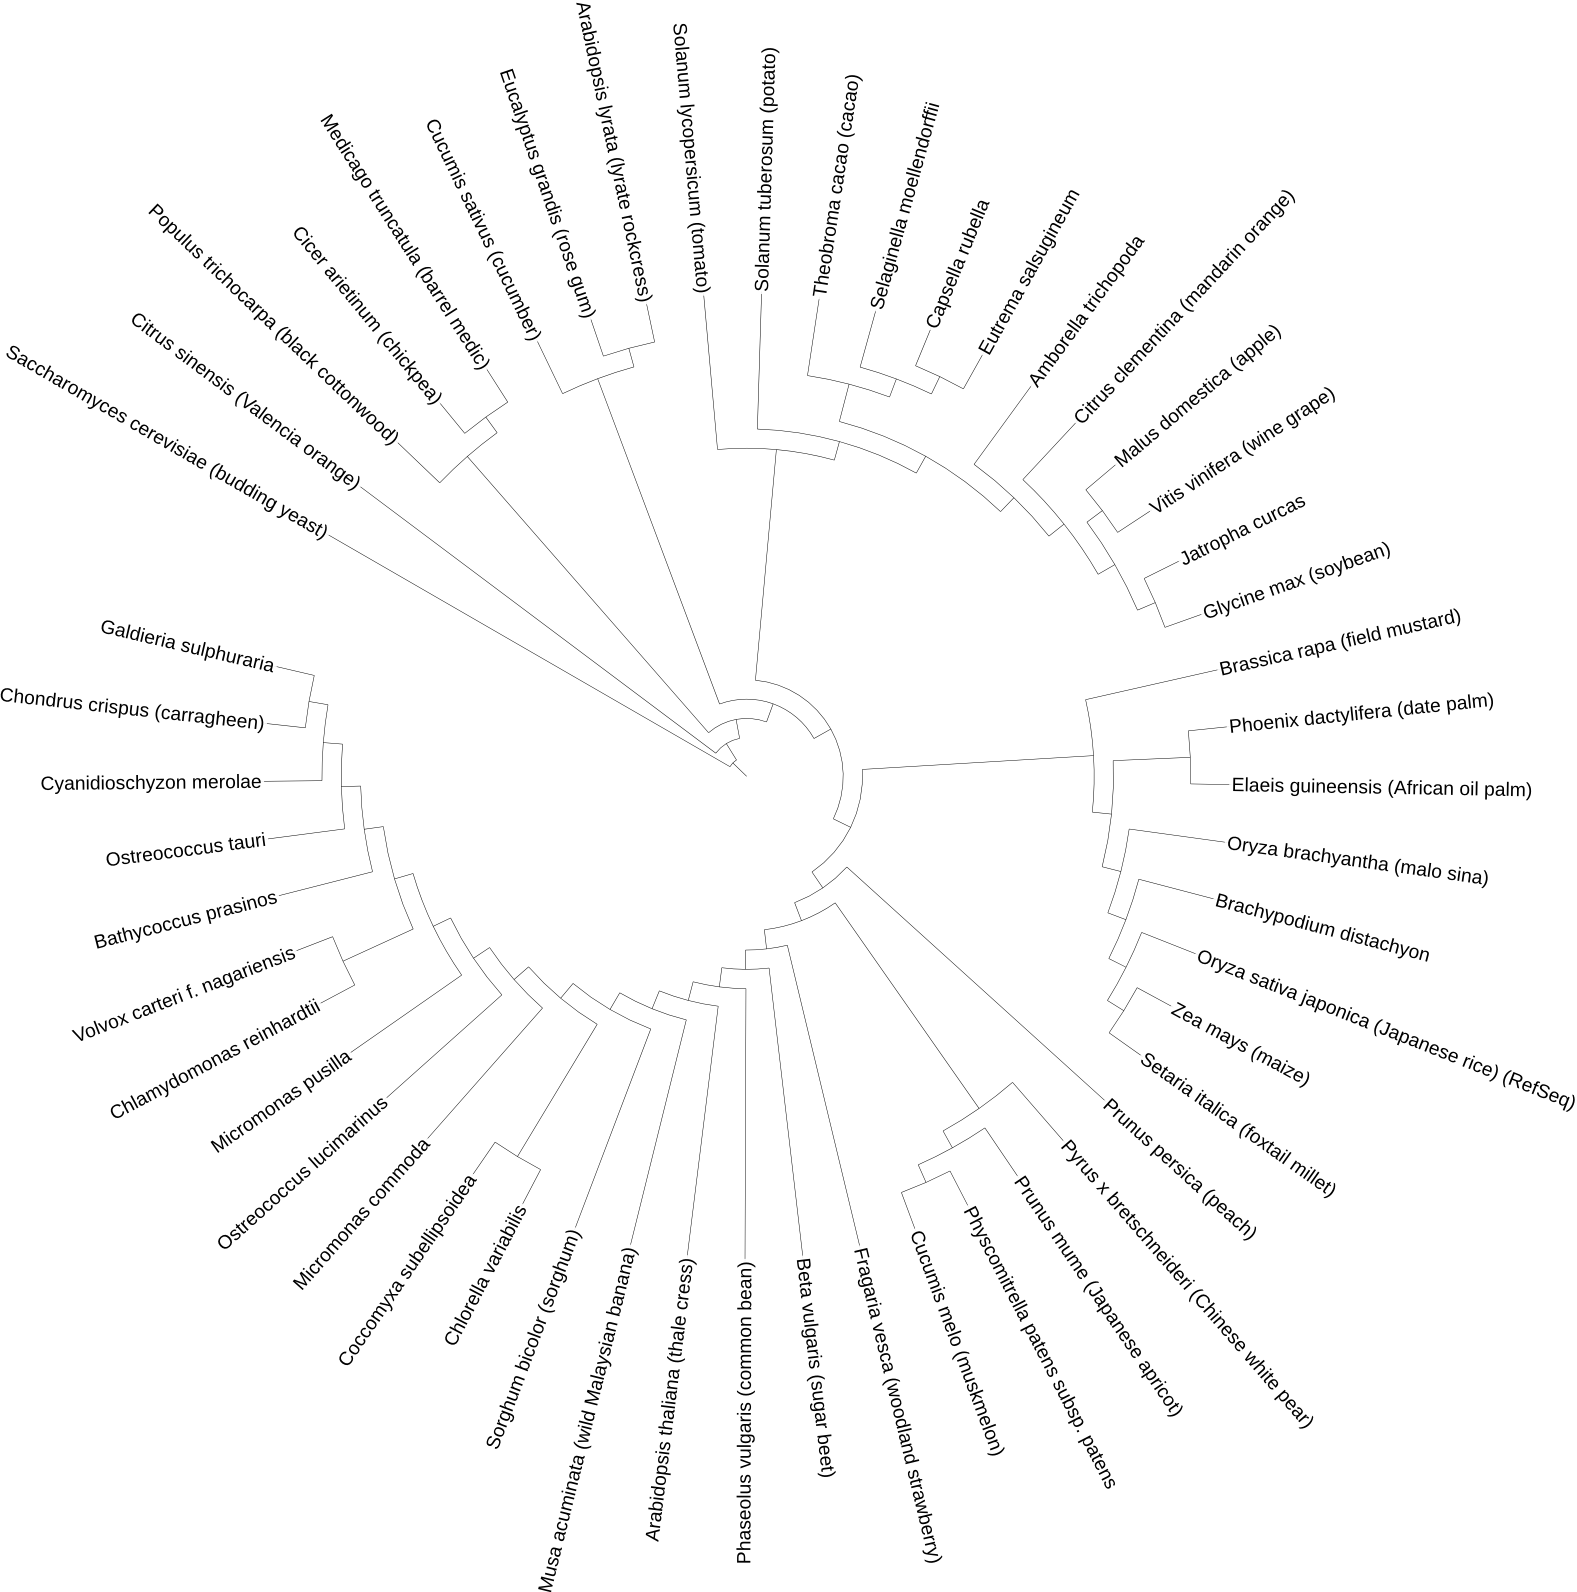 Saccharomyces cerevisiae (budding yeast)
Citrus sinensis (Valencia orange)
Populus trichocarpa (black cottonwood)
Cicer arietinum (chickpea)
Medicago truncatula (barrel medic)
Cucumis sativus (cucumber)
Eucalyptus grandis (rose gum)
Arabidopsis lyrata (lyrate rockcress)
Solanum lycopersicum (tomato)
Solanum tuberosum (potato)
Theobroma cacao (cacao)
Selaginella moellendorffii
Capsella rubella
Eutrema salsugineum
Amborella trichopoda
Citrus clementina (mandarin orange)
Malus domestica (apple)
Vitis vinifera (wine grape)
Jatropha curcas
Glycine max (soybean)
Brassica rapa (field mustard)
Phoenix dactylifera (date palm)
Elaeis guineensis (African oil palm)
Oryza brachyantha (malo sina)
Brachypodium distachyon
Oryza sativa japonica (Japanese rice) (RefSeq)
Zea mays (maize)
Setaria italica (foxtail millet)
Prunus persica (peach)
Pyrus x bretschneideri (Chinese white pear)
Prunus mume (Japanese apricot)
Physcomitrella patens subsp. patens
Cucumis melo (muskmelon)
Fragaria vesca (woodland strawberry)
Beta vulgaris (sugar beet)
Phaseolus vulgaris (common bean)
Arabidopsis thaliana (thale cress)
Musa acuminata (wild Malaysian banana)
Sorghum bicolor (sorghum)
Chlorella variabilis
Coccomyxa subellipsoidea
Micromonas commoda
Ostreococcus lucimarinus
Micromonas pusilla
Chlamydomonas reinhardtii
Volvox carteri f. nagariensis
Bathycoccus prasinos
Ostreococcus tauri
Cyanidioschyzon merolae
Chondrus crispus (carragheen)
Galdieria sulphuraria